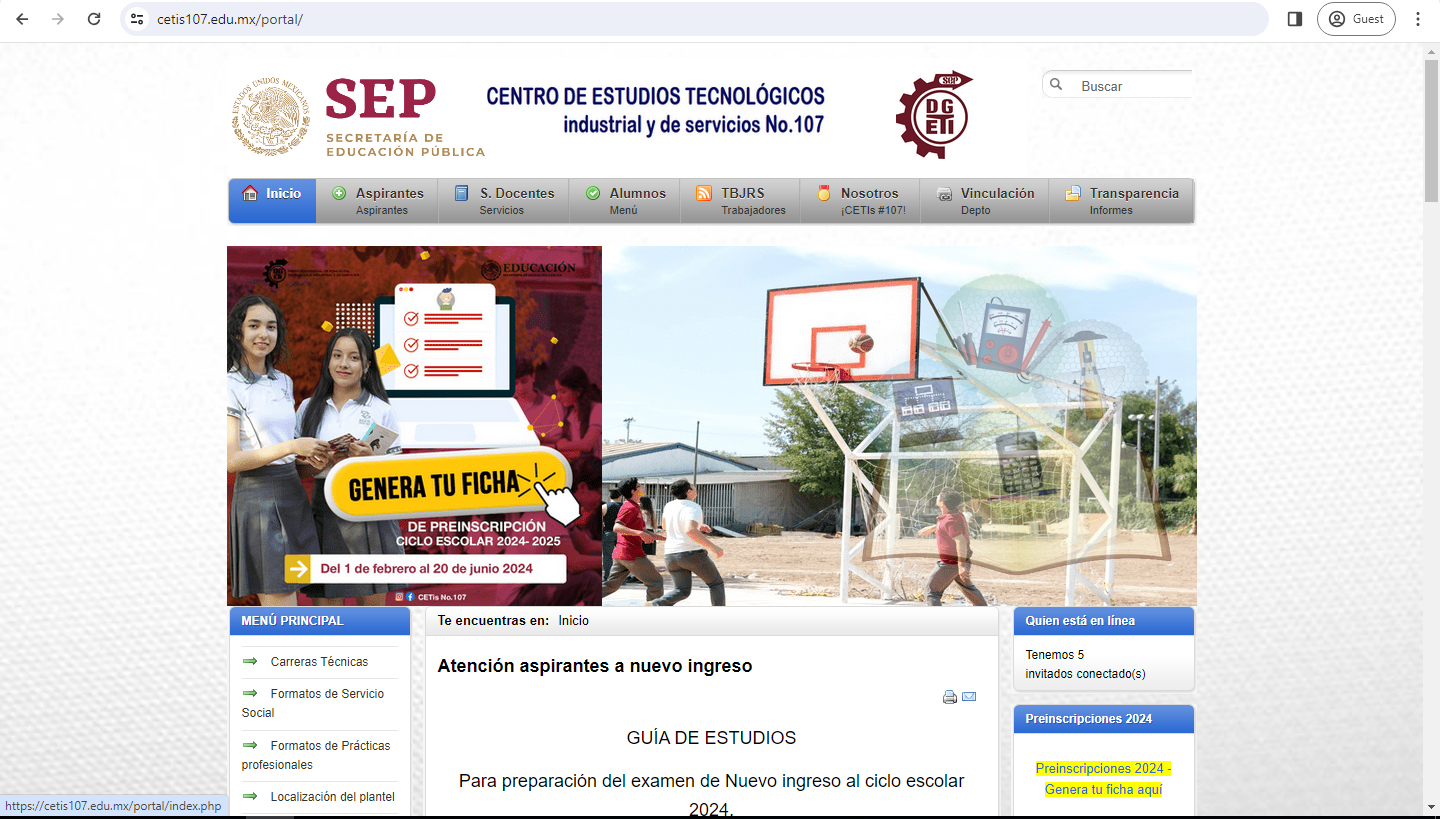 cetis107.edu.mx/portal/
Guest
ESTADOS UNIDOS MEXICANOS
SEP
SECRETARÍA DE
EDUCACIÓN PÚBLICA
CENTRO DE ESTUDIOS TECNOLÓGICOS
industrial y de servicios No.107
SEP
DG
ETI
Buscar
Inicio
Aspirantes
Aspirantes
S. Docentes
Servicios
Alumnos
Menú
TBJRS
Trabajadores
Nosotros
¡CETIs #107!
Vinculación
Depto
Transparencia
Informes
EDUCACIÓN
GENERA TU FICHA
DE PREINSCRIPCIÓN
CICLO ESCOLAR 2024- 2025
Del 1 de febrero al 20 de junio 2024
CETis No.107
MENÚ PRINCIPAL
Carreras Técnicas
Formatos de Servicio
Social
Formatos de Prácticas
profesionales
Localización del plantel
Te encuentras en: Inicio
Atención aspirantes a nuevo ingreso
GUÍA DE ESTUDIOS
Para preparación del examen de Nuevo ingreso al ciclo escolar
2024.
Quien está en línea
Tenemos 5
invitados conectado(s)
Preinscripciones 2024
Preinscripciones 2024 -
Genera tu ficha aquí
https://cetis107.edu.mx/portal/index.php